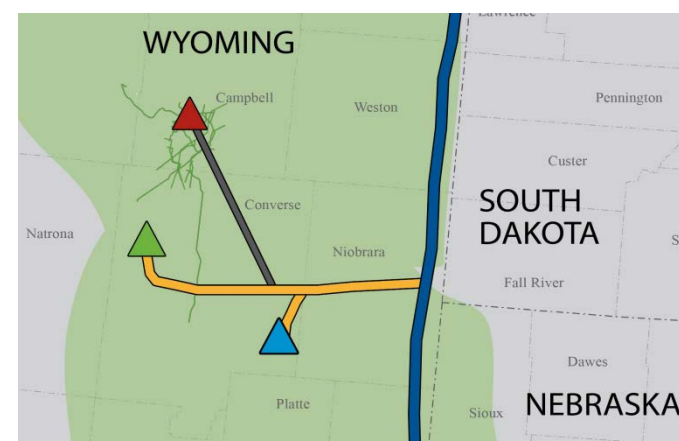 Lawrence
WYOMING
Campbell
Weston
Pennington
Custer
Converse
SOUTH
DAKOTA
Natrona
Niobrara
S
Fall River
Dawes
Platte
Sioux
NEBRASKA